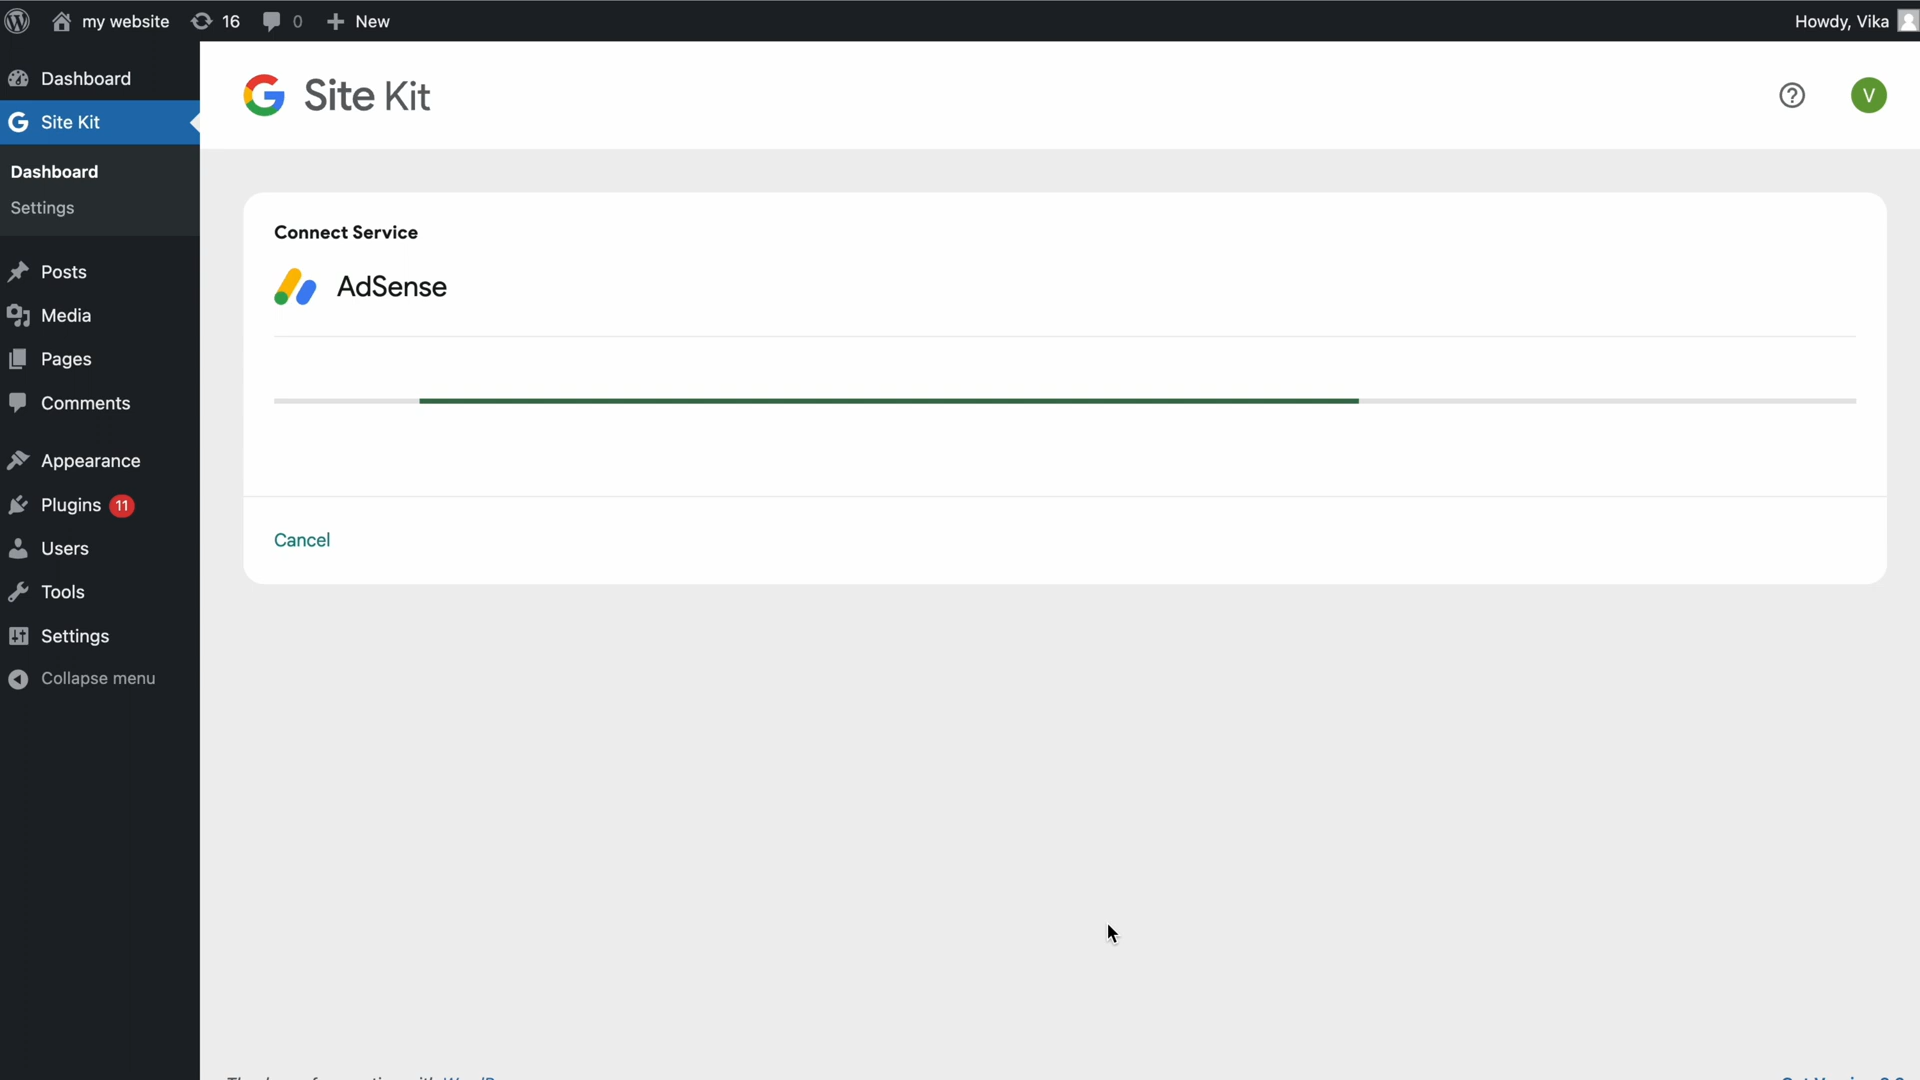 my website 16 0 New Howdy, Vika
Dashboard
Site Kit
Dashboard
Settings
Posts
Media
Pages
Comments
Appearance
Plugins 11
Users
Tools
Settings
Collapse menu
Site Kit
V
Connect Service
AdSense
Cancel